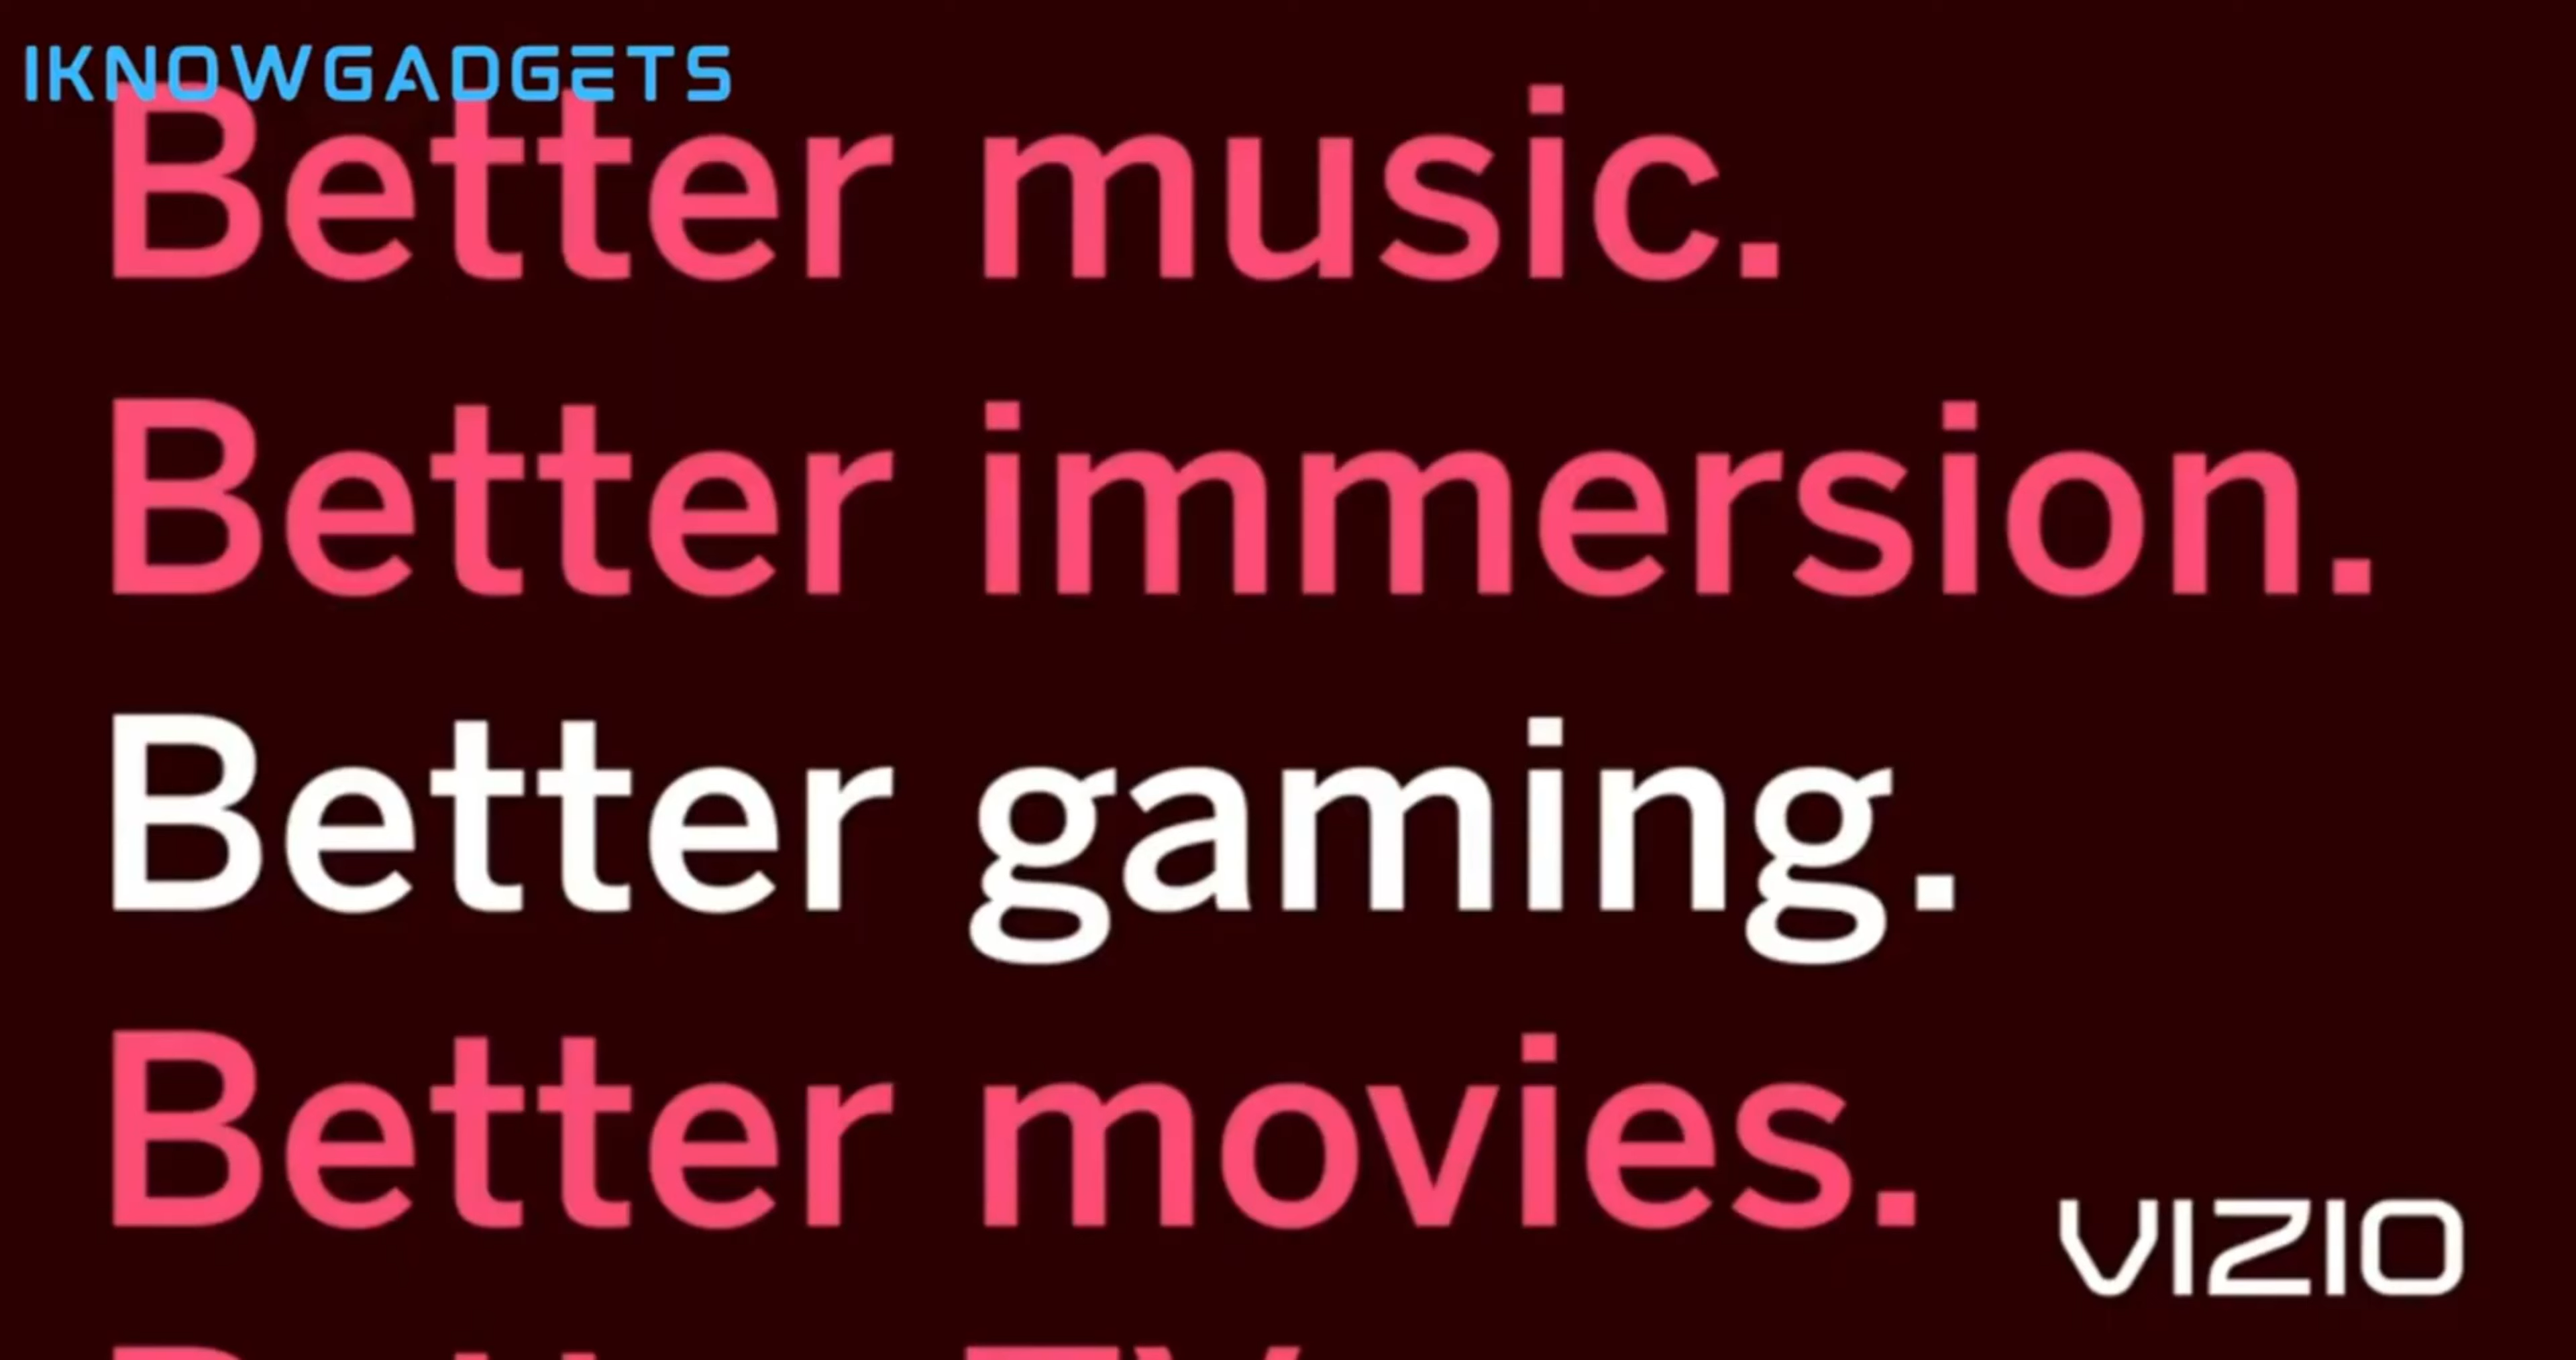 IKNOWGADGETS
Better music.
Better immersion.
Better gaming.
Better movies.
VIZIO